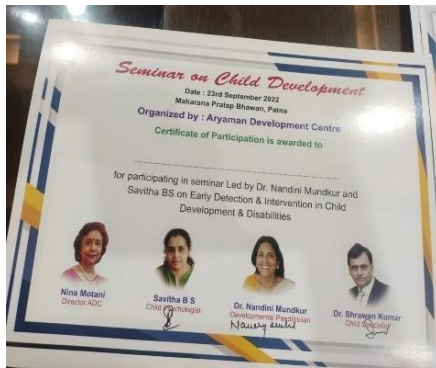 Seminar on Child Development
Date : 23rd September 2022
Maharana Pratap Bhawan, Patna
Organized by : Aryaman Development Centre
Certificate of Participation is awarded to
for participating in seminar Led by Dr. Nandini Mundkur and
Savitha BS on Early Detection & Intervention in Child
Development & Disabilities
Nina Motani
Director ADC
Savitha B S
Child Psychologist
Dr. Nandini Mundkur
Developmental Paeditrician
Dr. Shrawan Kumar
Child Specialist